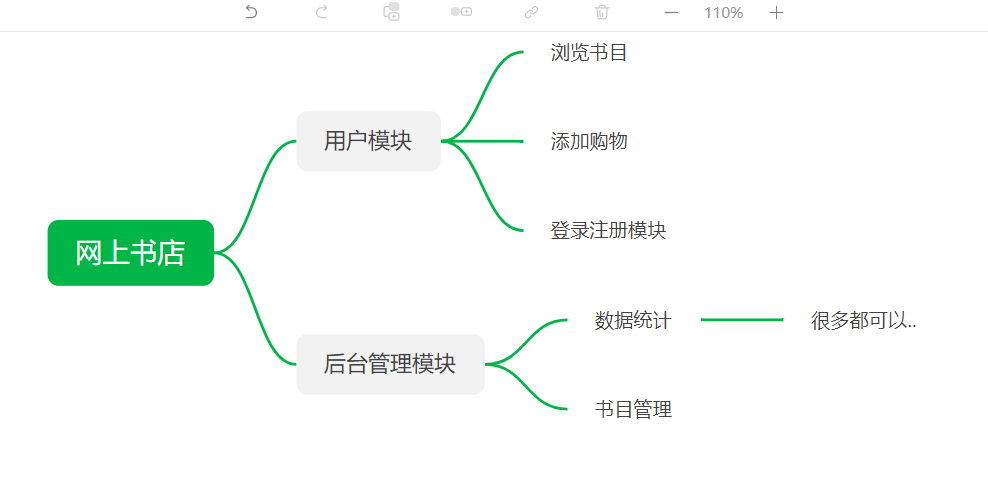 110%
浏览书目
用户模块
添加购物
登录注册模块
网上书店
数据统计
很多都可以..
后台管理模块
书目管理